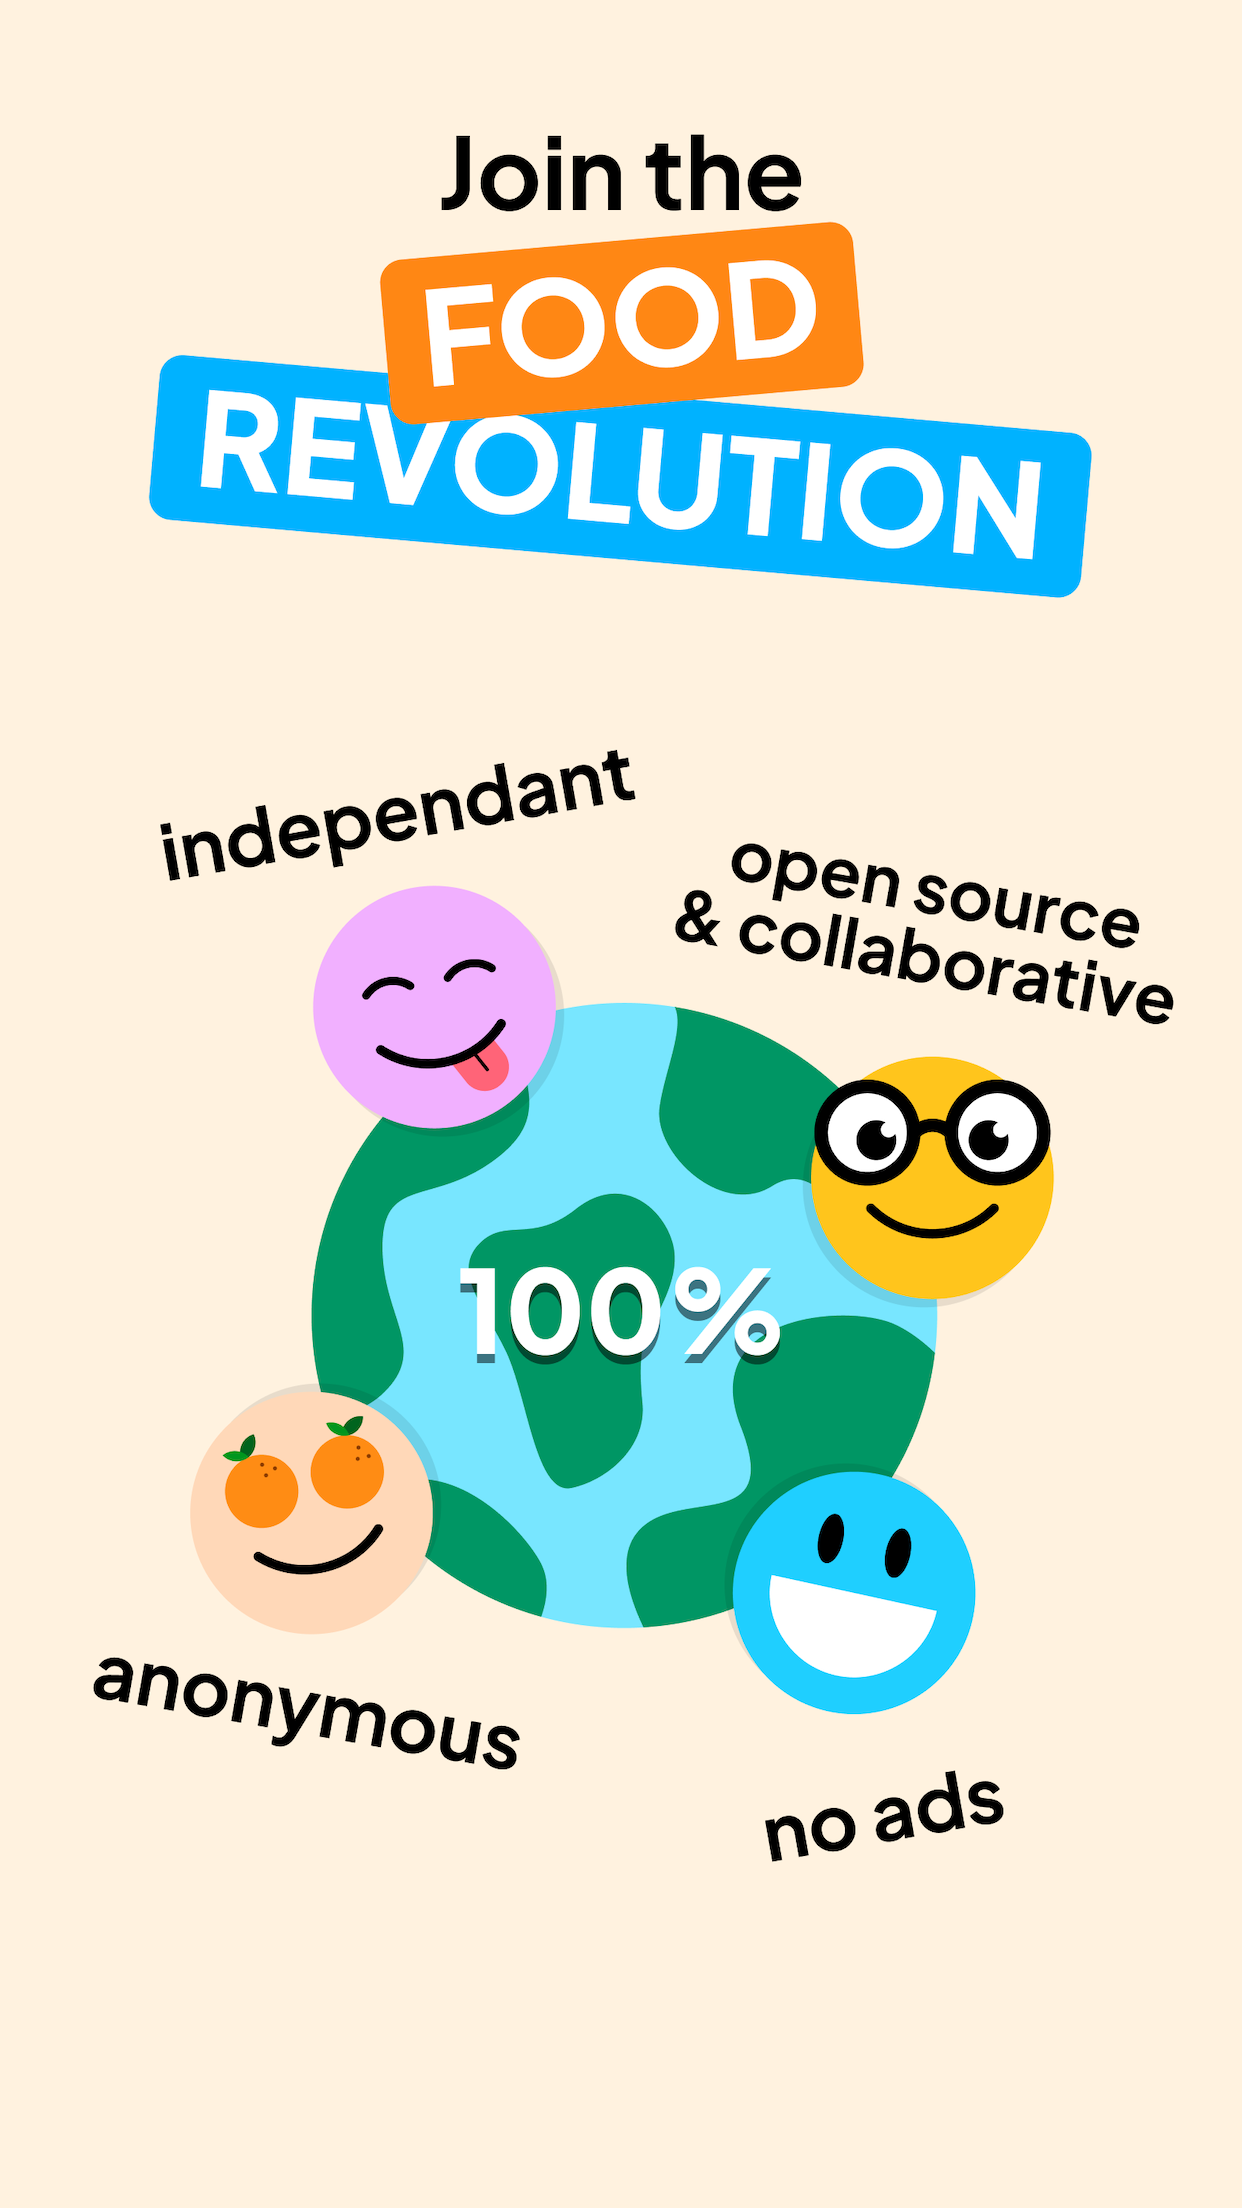 Join the
FOOD
REVOLUTION
independant
open source
& collaborative
100%
anonymous
no ads